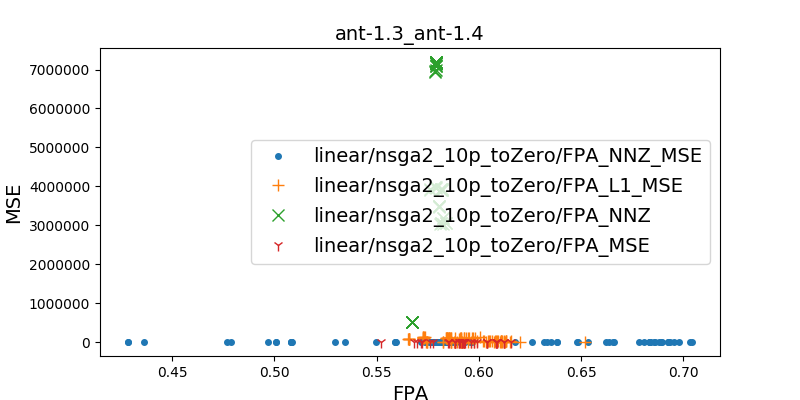 ant-1.3_ant-1.4
7000000
6000000
5000000
4000000
3000000
2000000
1000000
0
MSE
linear/nsga2_10p_toZero/FPA_NNZ_MSE
linear/nsga2_10p_toZero/FPA_L1_MSE
linear/nsga2_10p_toZero/FPA_NNZ
linear/nsga2_10p_toZero/FPA_MSE
0.45 0.50 0.55 0.60 0.65 0.70
FPA